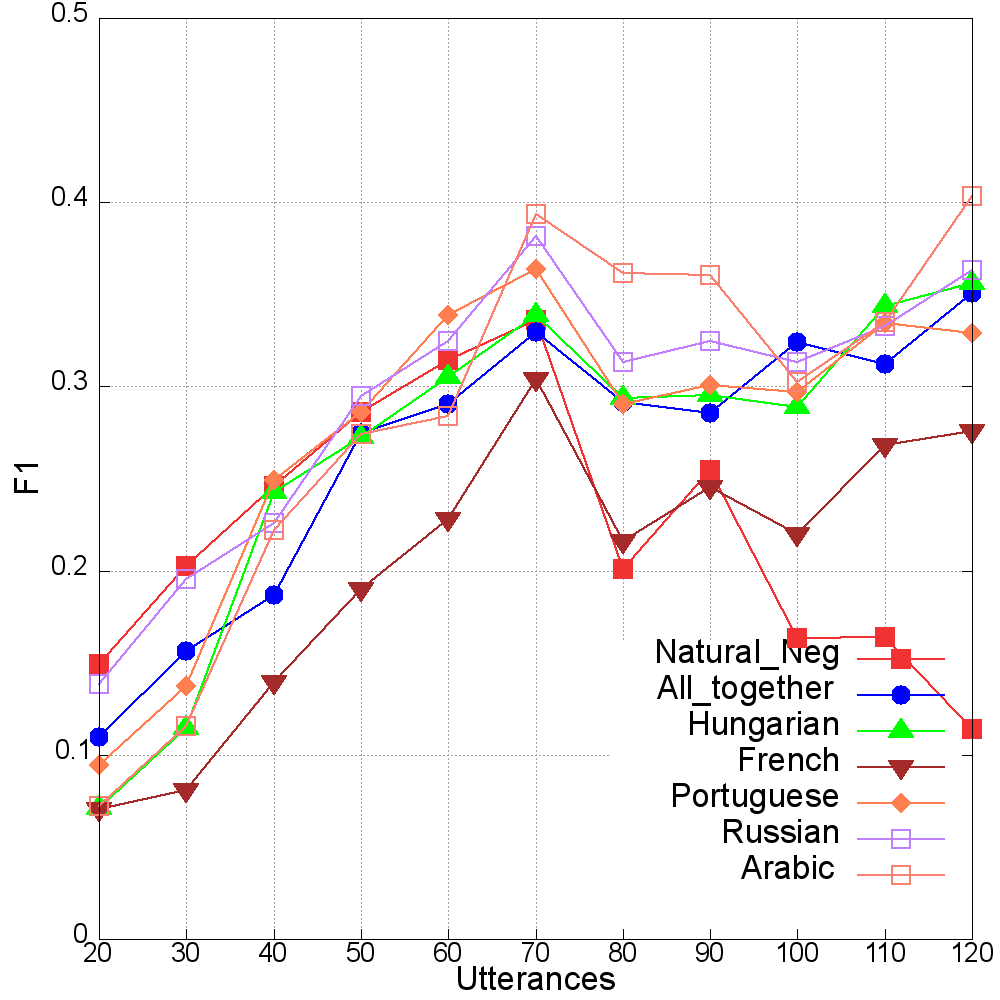 0.5
0.4
0.3
0.2
0.1
0
F1
20 30 40 50 60 70 80 90 100 110 120
Utterances
Natural_Neg
All_together
Hungarian
French
Portuguese
Russian
Arabic